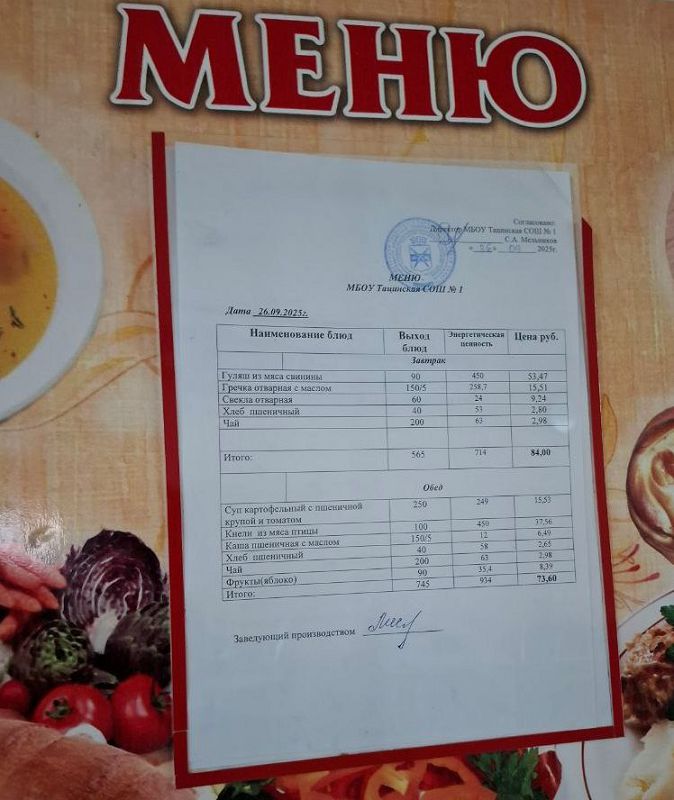 МЕНЮ
Согласовано:
Директор МБОУ Тацинская СОШ № 1
С.А. Мельников
« 26 » 09 2025г.
МЕНЮ
МБОУ Тацинская СОШ № 1
Дата 26.09.2025г.
Наименование блюд Выход блюд Энергетическая ценность Цена руб.
Завтрак
Гуляш из мяса свинины 90 450 53,47
Гречка отварная с маслом 150/5 258,7 15,51
Свекла отварная 60 24 9,24
Хлеб пшеничный 40 53 2,80
Чай 200 63 2,98
Итого: 565 714 84,00
Обед
Суп картофельный с пшеничной крупой и томатом 250 249 15,53
Кнели из мяса птицы 100 459 37,56
Каша пшеничная с маслом 150/5 12 6,49
Хлеб пшеничный 40 58 2,65
Чай 200 63 2,98
Фрукты(яблоко) 90 35,4 8,39
Итого: 745 934 73,60
Заведующий производством